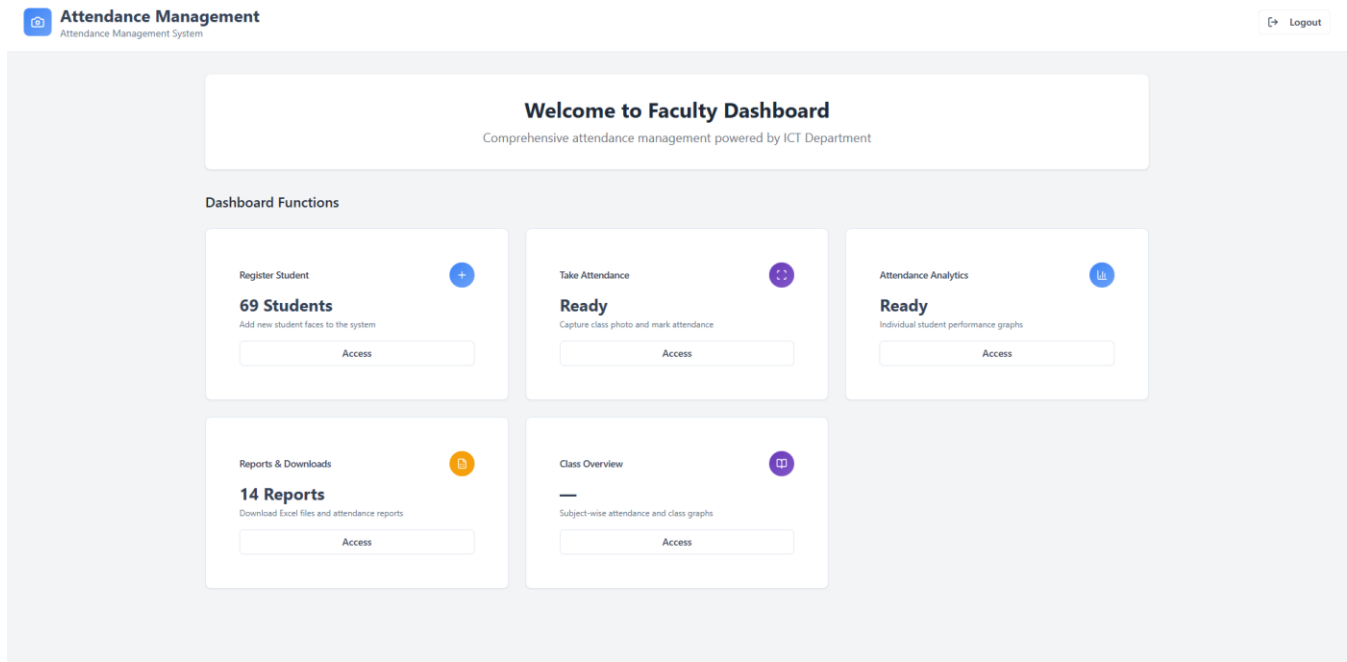 Attendance Management
Attendance Management System
Logout
Welcome to Faculty Dashboard
Comprehensive attendance management powered by ICT Department
Dashboard Functions
Register Student
69 Students
Add new student faces to the system
Access
Take Attendance
Ready
Capture class photo and mark attendance
Access
Attendance Analytics
Ready
Individual student performance graphs
Access
Reports & Downloads
14 Reports
Download Excel files and attendance reports
Access
Class Overview
—
Subject-wise attendance and class graphs
Access